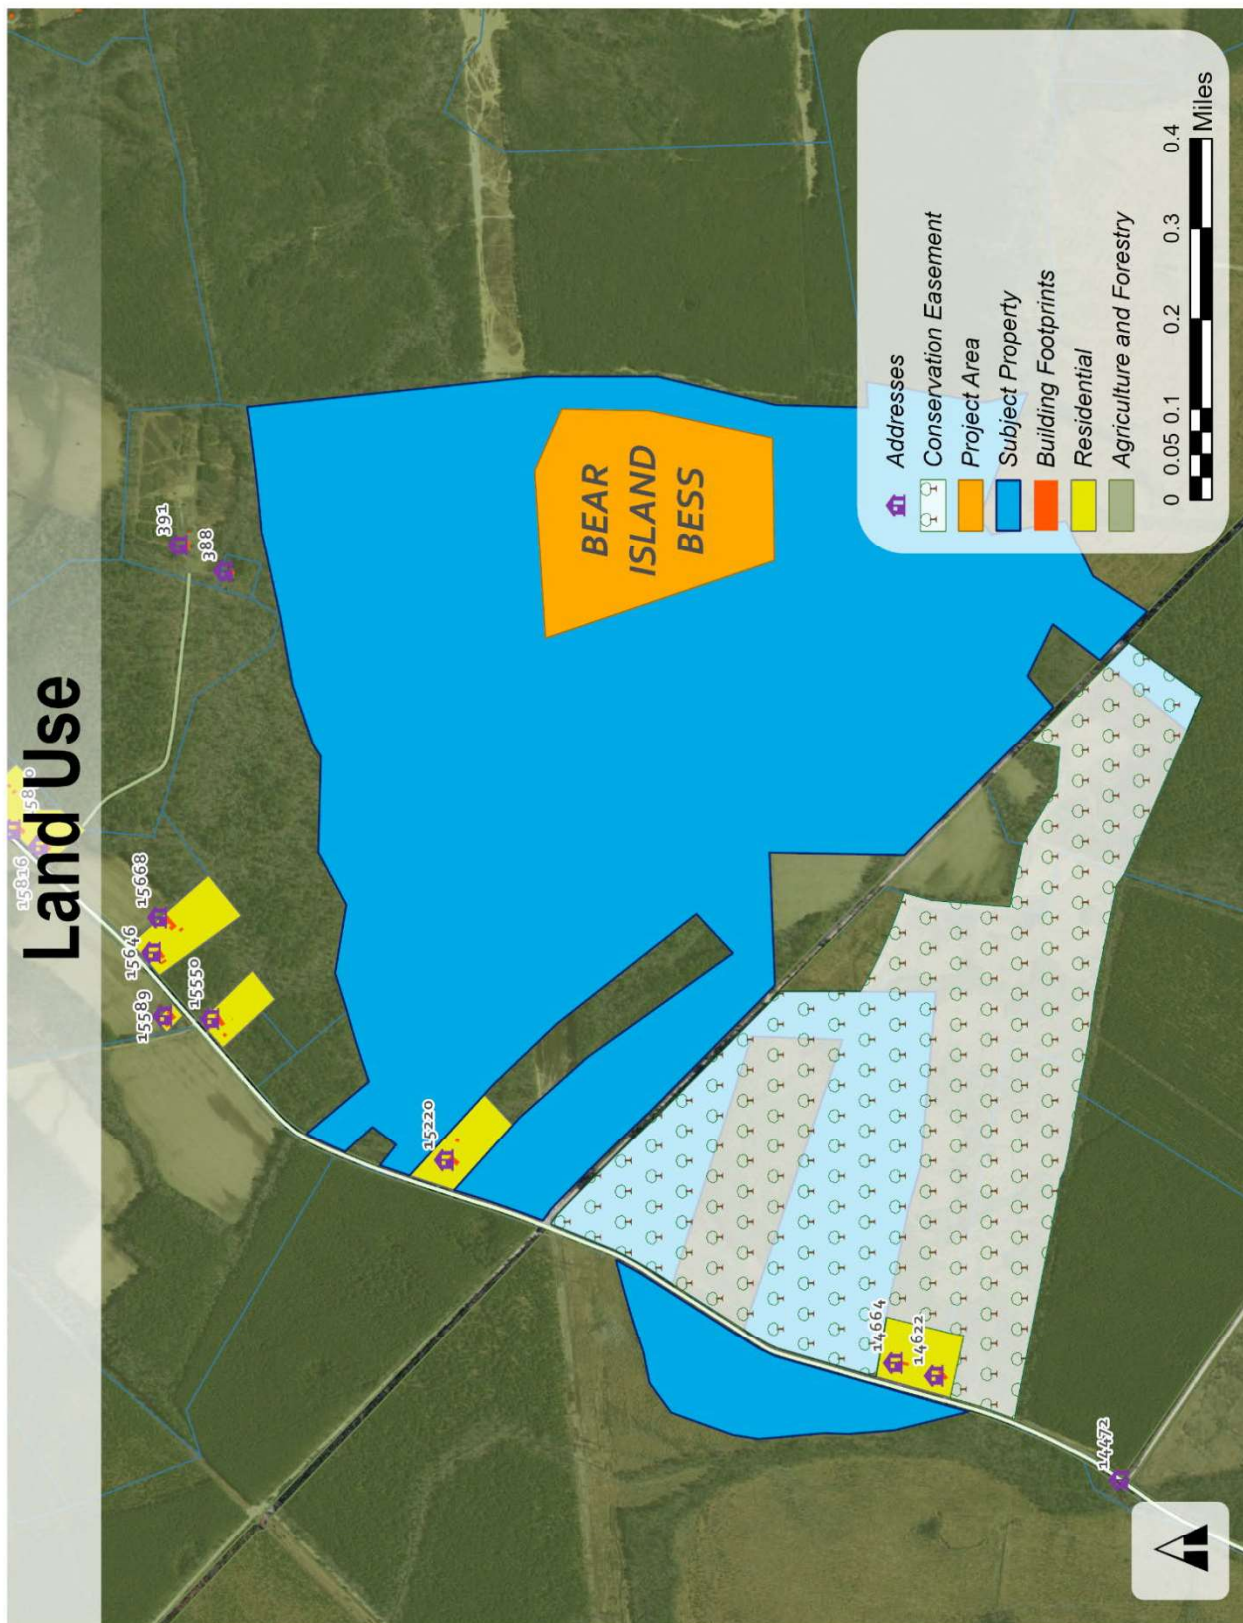 Land Use
15816
391
388
15668
15646
15589
15550
15220
14664
14622
14472
BEAR
ISLAND
BESS
Addresses
Conservation Easement
Project Area
Subject Property
Building Footprints
Residential
Agriculture and Forestry
0 0.05 0.1 0.2 0.3 0.4
Miles